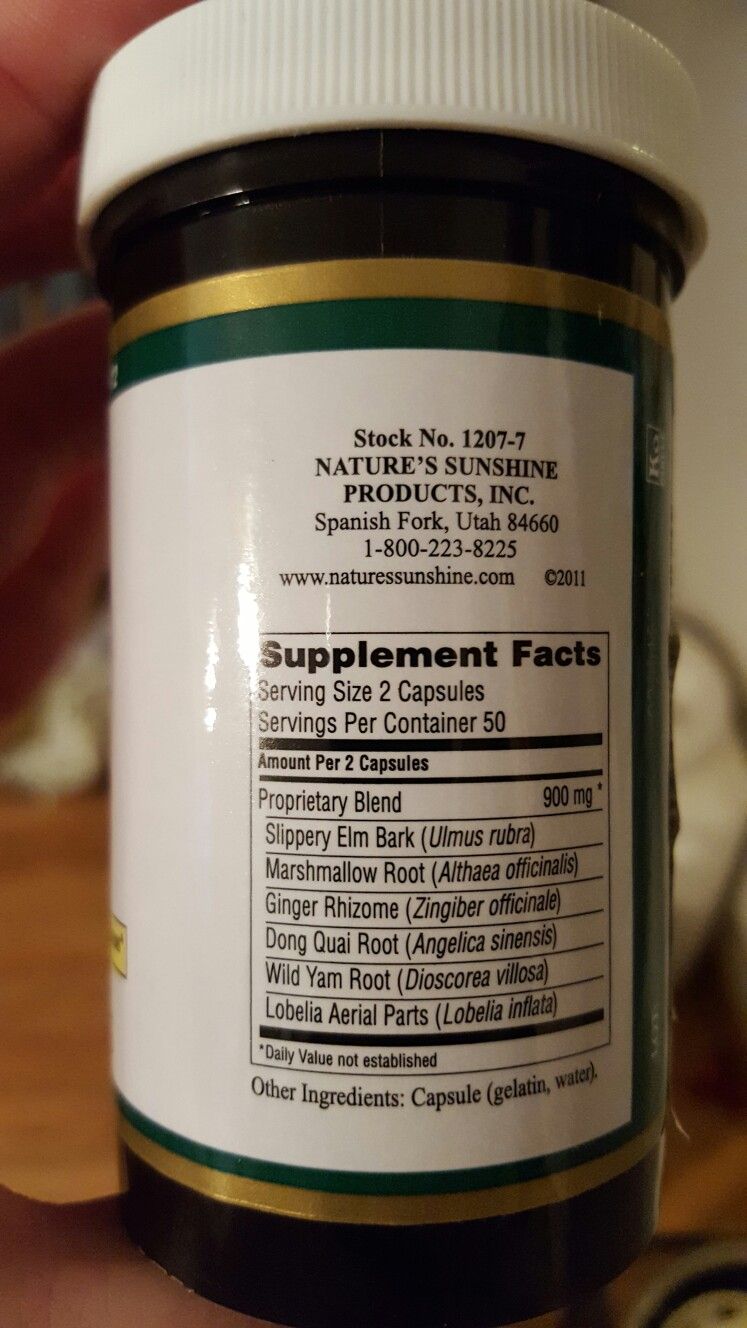 Stock No. 1207-7
NATURE'S SUNSHINE
PRODUCTS, INC.
Spanish Fork, Utah 84660
1-800-223-8225
www.naturessunshine.com ©2011
Supplement Facts
Serving Size 2 Capsules
Servings Per Container 50
Amount Per 2 Capsules
Proprietary Blend 900 mg*
Slippery Elm Bark (Ulmus rubra)
Marshmallow Root (Althaea officinalis)
Ginger Rhizome (Zingiber officinale)
Dong Quai Root (Angelica sinensis)
Wild Yam Root (Dioscorea villosa)
Lobelia Aerial Parts (Lobelia inflata)
*Daily Value not established
Other Ingredients: Capsule (gelatin, water).